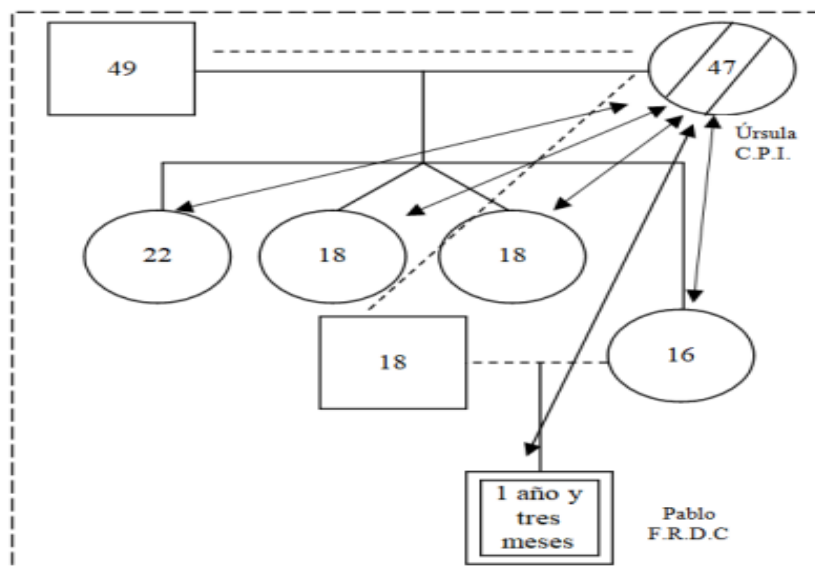 49
47
Úrsula
C.P.I.
22
18
18
18
16
1 año y
tres
meses
Pablo
F.R.D.C